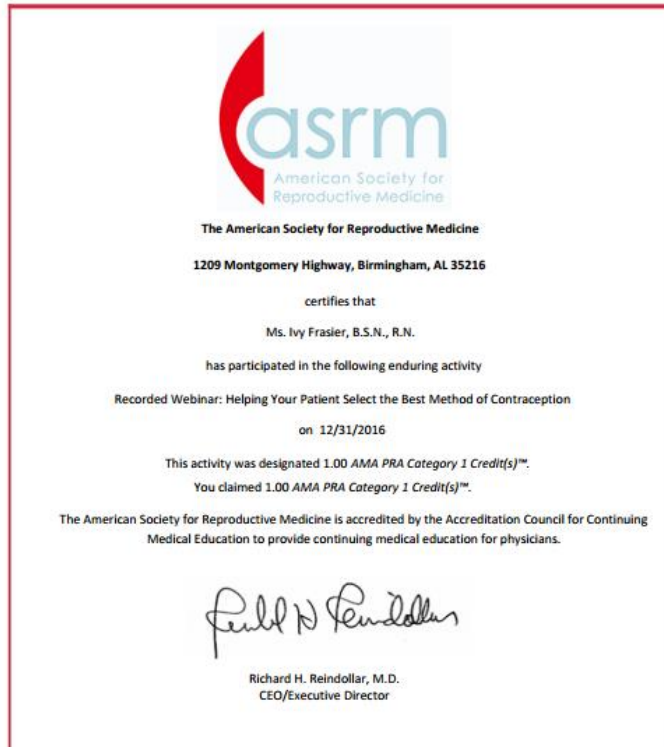 asrm
American Society for
Reproductive Medicine
The American Society for Reproductive Medicine
1209 Montgomery Highway, Birmingham, AL 35216
certifies that
Ms. Ivy Frasier, B.S.N., R.N.
has participated in the following enduring activity
Recorded Webinar: Helping Your Patient Select the Best Method of Contraception
on 12/31/2016
This activity was designated 1.00 AMA PRA Category 1 Credit(s)™.
You claimed 1.00 AMA PRA Category 1 Credit(s)™.
The American Society for Reproductive Medicine is accredited by the Accreditation Council for Continuing
Medical Education to provide continuing medical education for physicians.
Richard H. Reindollar, M.D.
CEO/Executive Director